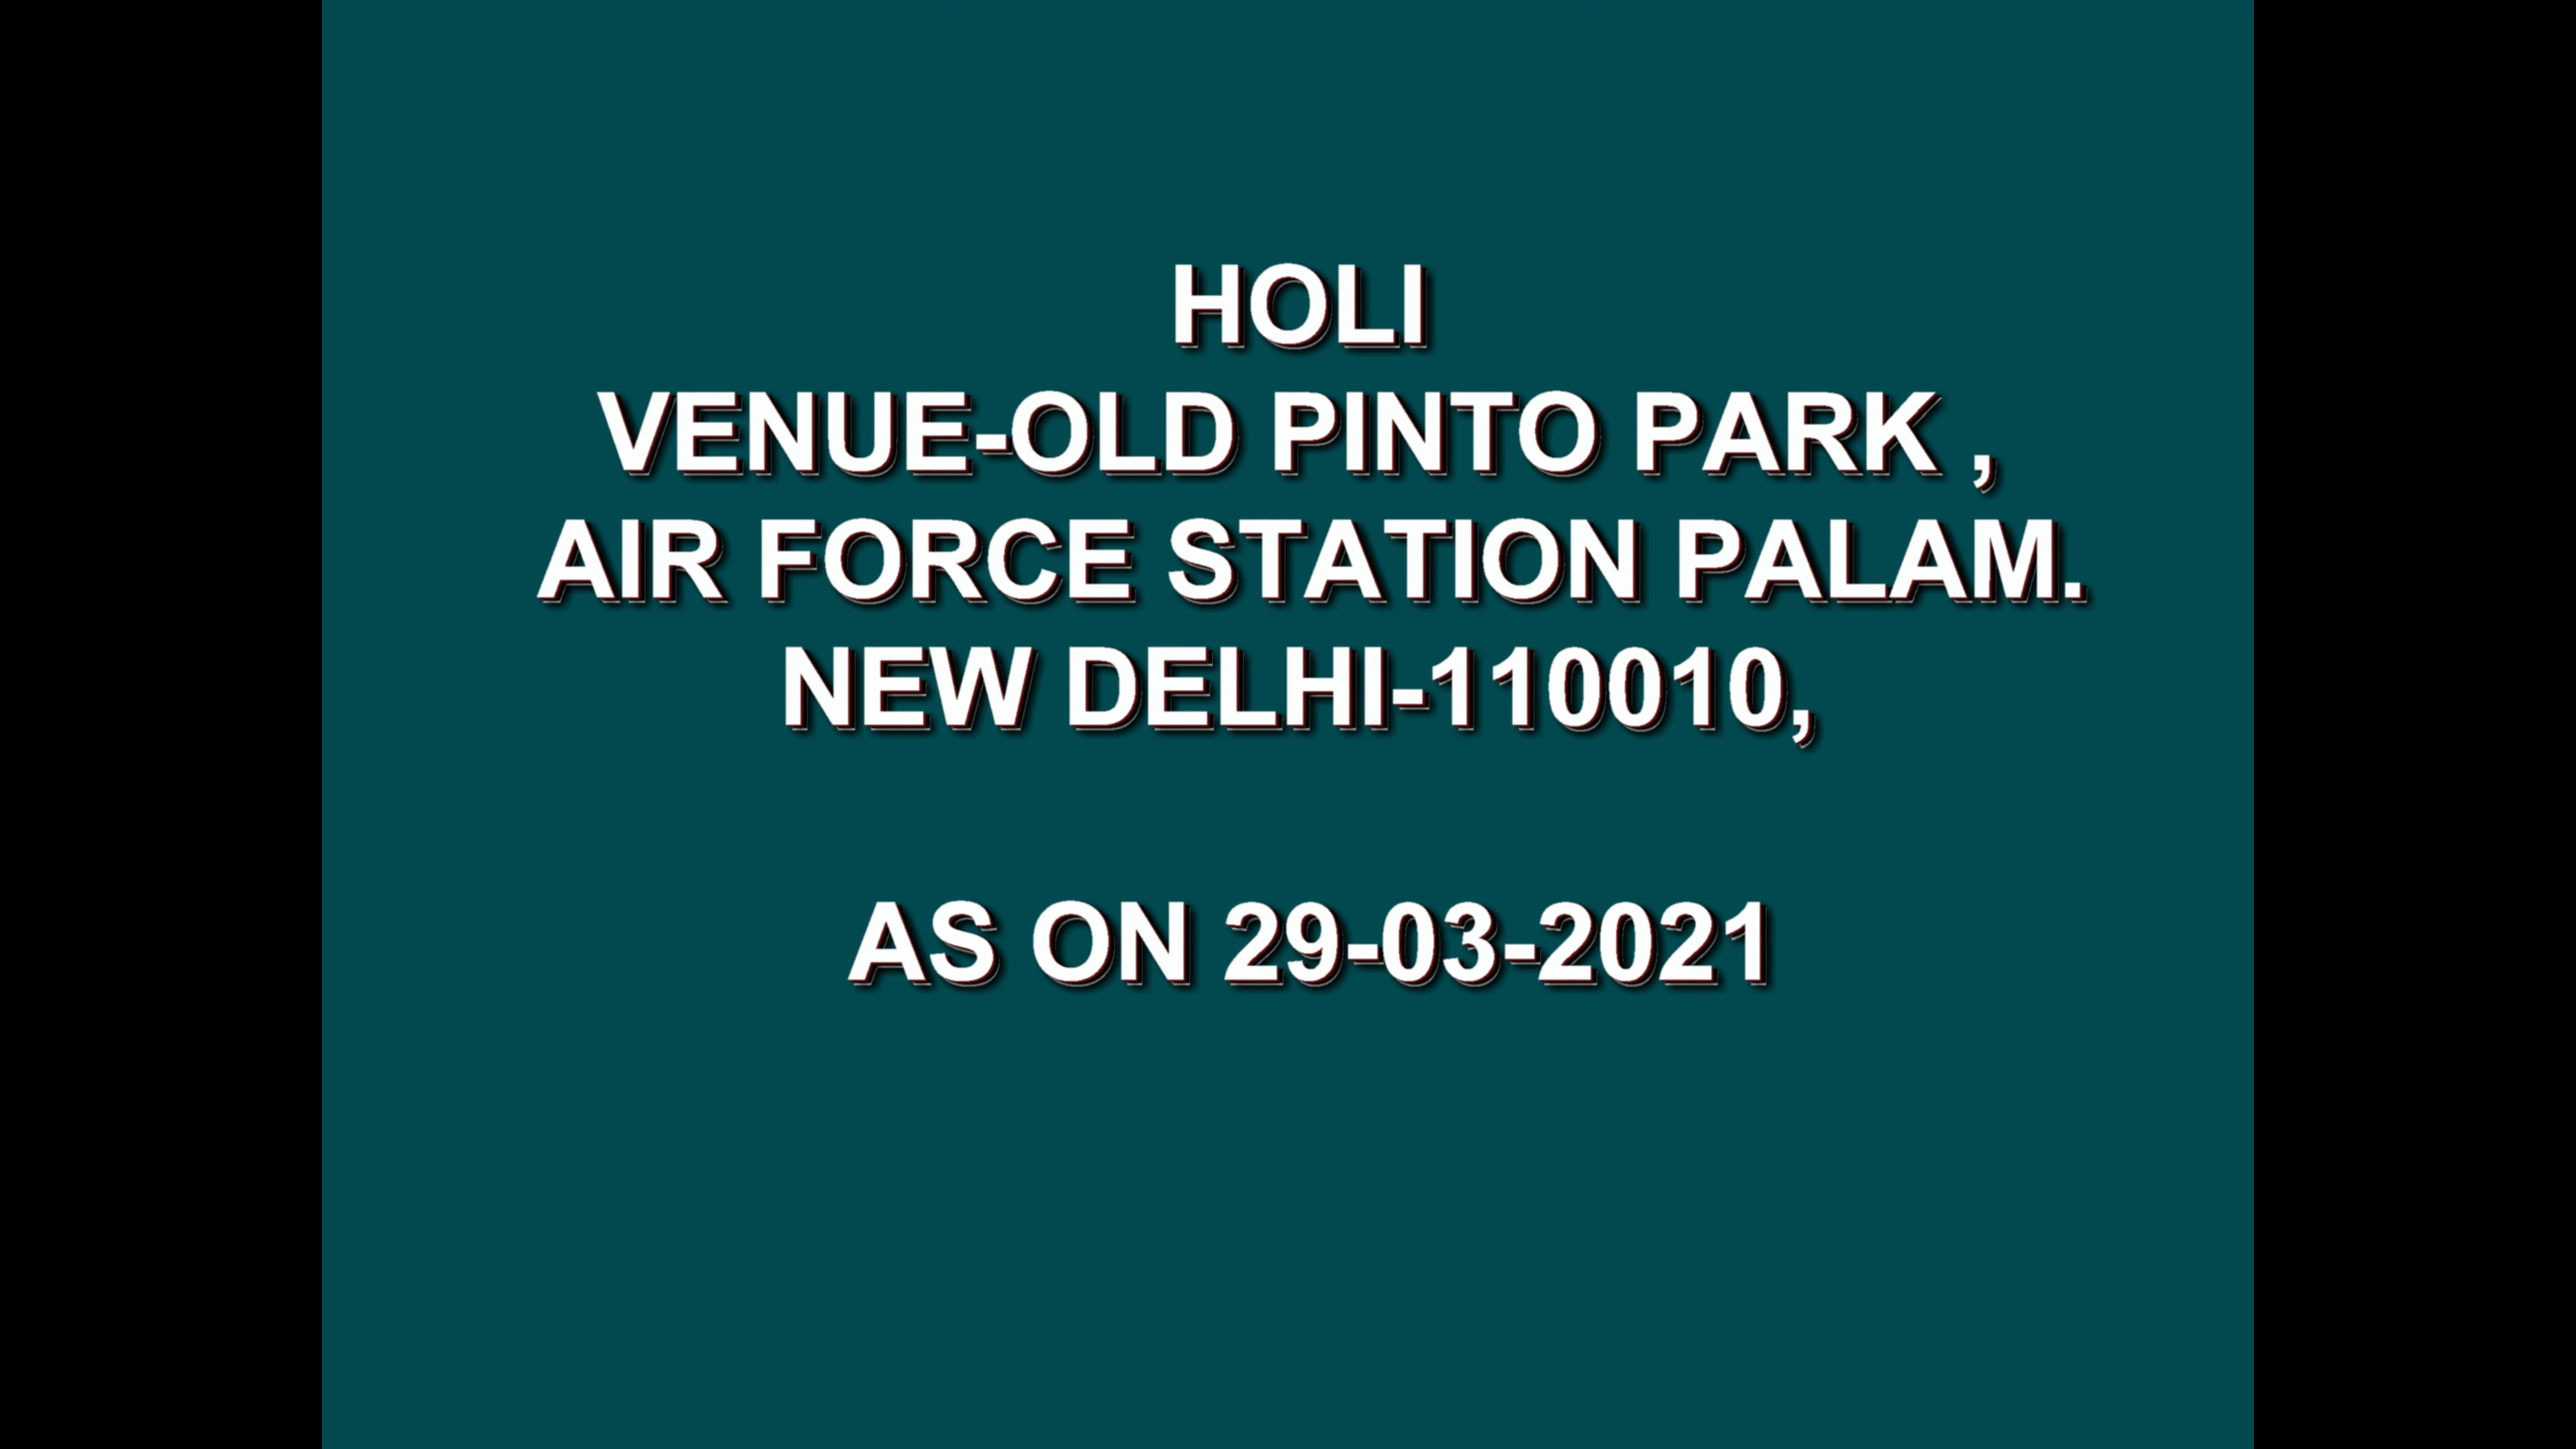 HOLI
VENUE-OLD PINTO PARK ,
AIR FORCE STATION PALAM.
NEW DELHI-110010,
AS ON 29-03-2021